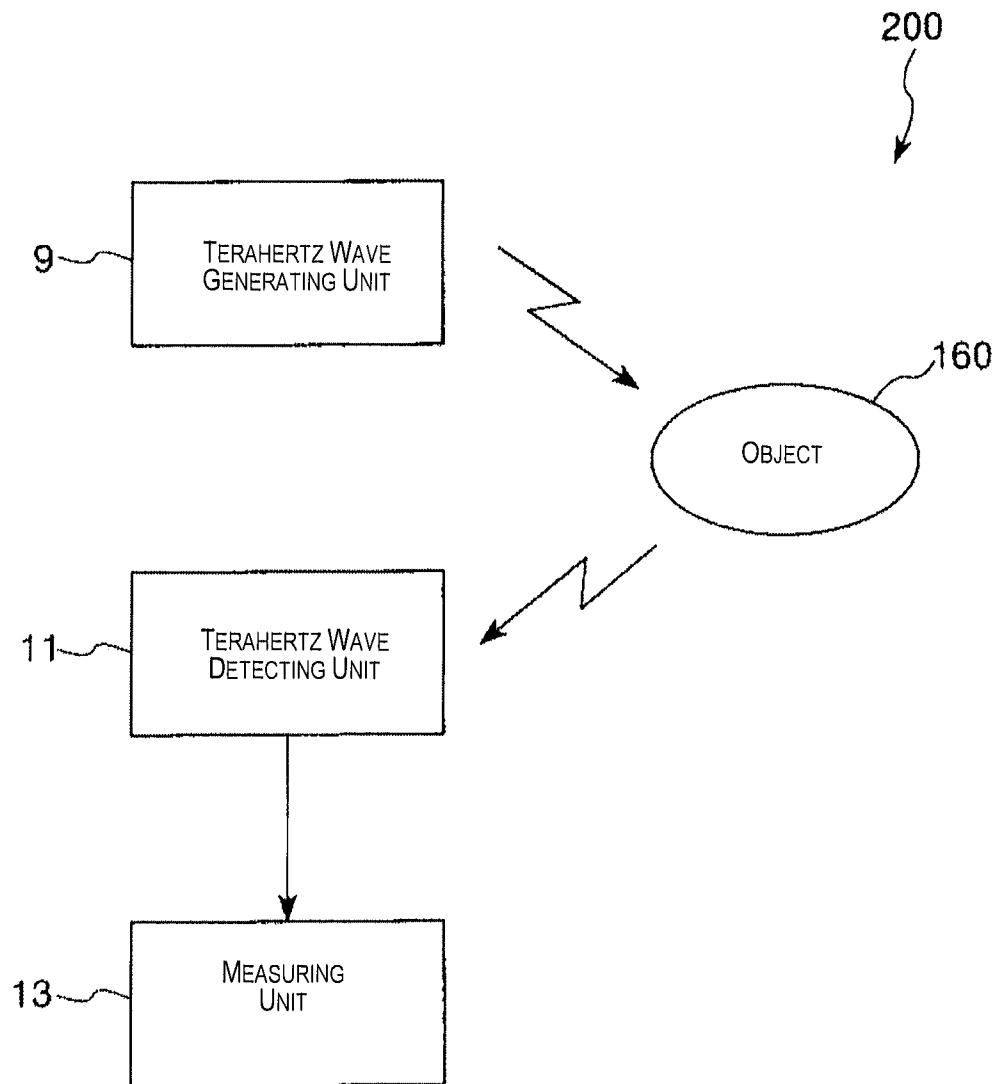 200
9
TERAHERTZ WAVE
GENERATING UNIT
160
OBJECT
11
TERAHERTZ WAVE
DETECTING UNIT
13
MEASURING
UNIT